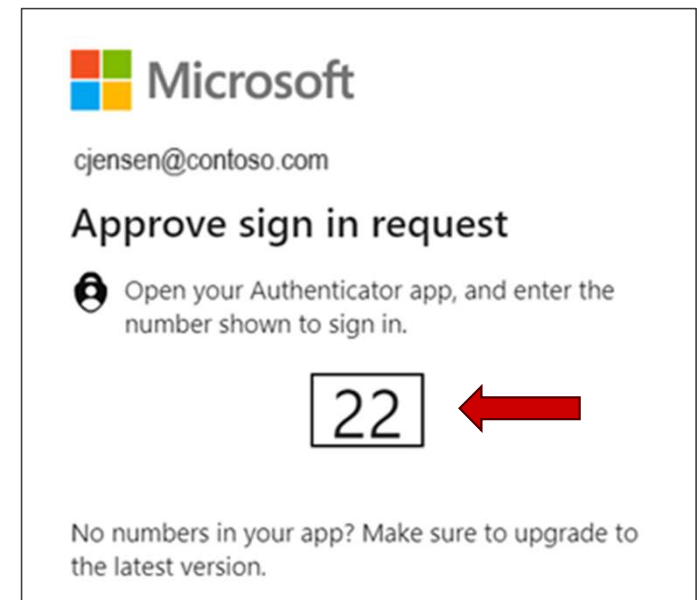 Microsoft
cjensen@contoso.com
Approve sign in request
Open your Authenticator app, and enter the
number shown to sign in.
22
No numbers in your app? Make sure to upgrade to
the latest version.